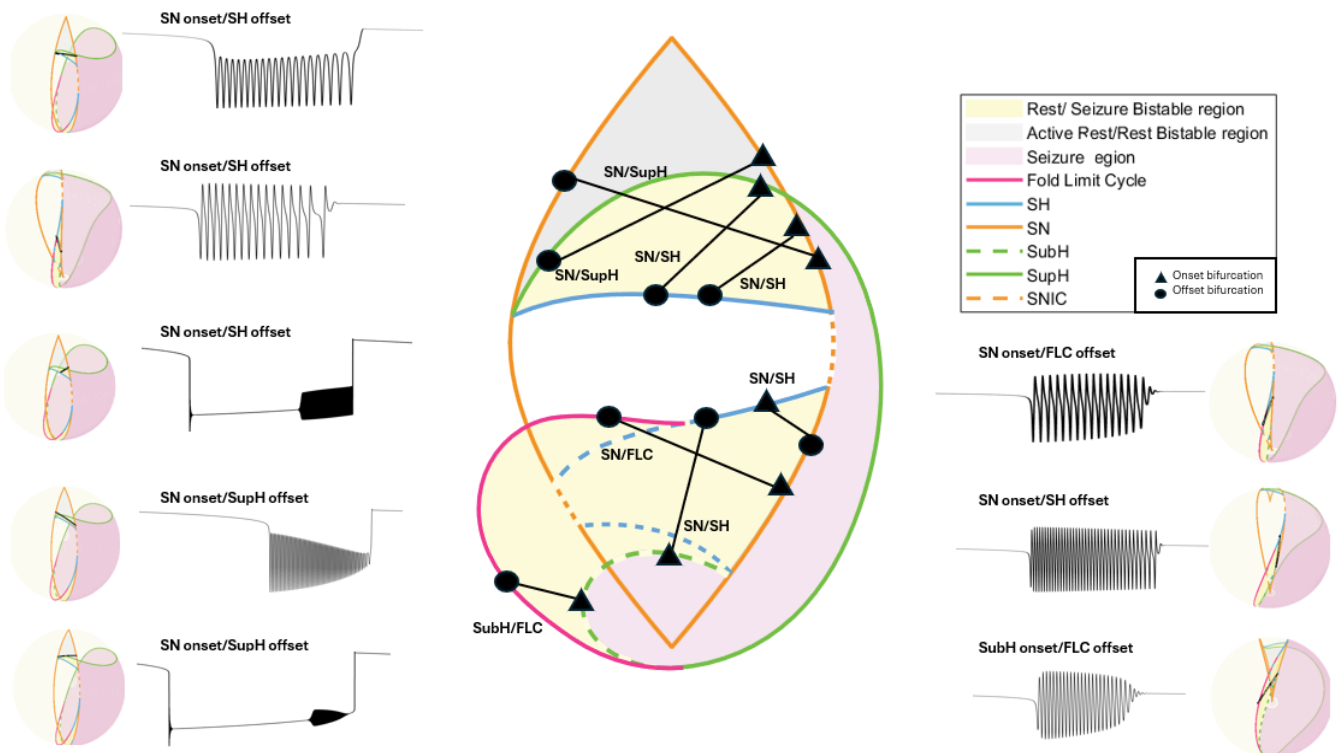 SN onset/SH offset
SN onset/SH offset
SN onset/SH offset
SN onset/SupH offset
SN onset/SupH offset
SN/SupH
SN/SupH
SN/SH
SN/SH
SN/SH
SN/FLC
SN/SH
SubH/FLC
Rest/ Seizure Bistable region
Active Rest/Rest Bistable region
Seizure egion
Fold Limit Cycle
SH
SN
SubH
SupH
SNIC
Onset bifurcation
Offset bifurcation
SN onset/FLC offset
SN onset/SH offset
SubH onset/FLC offset